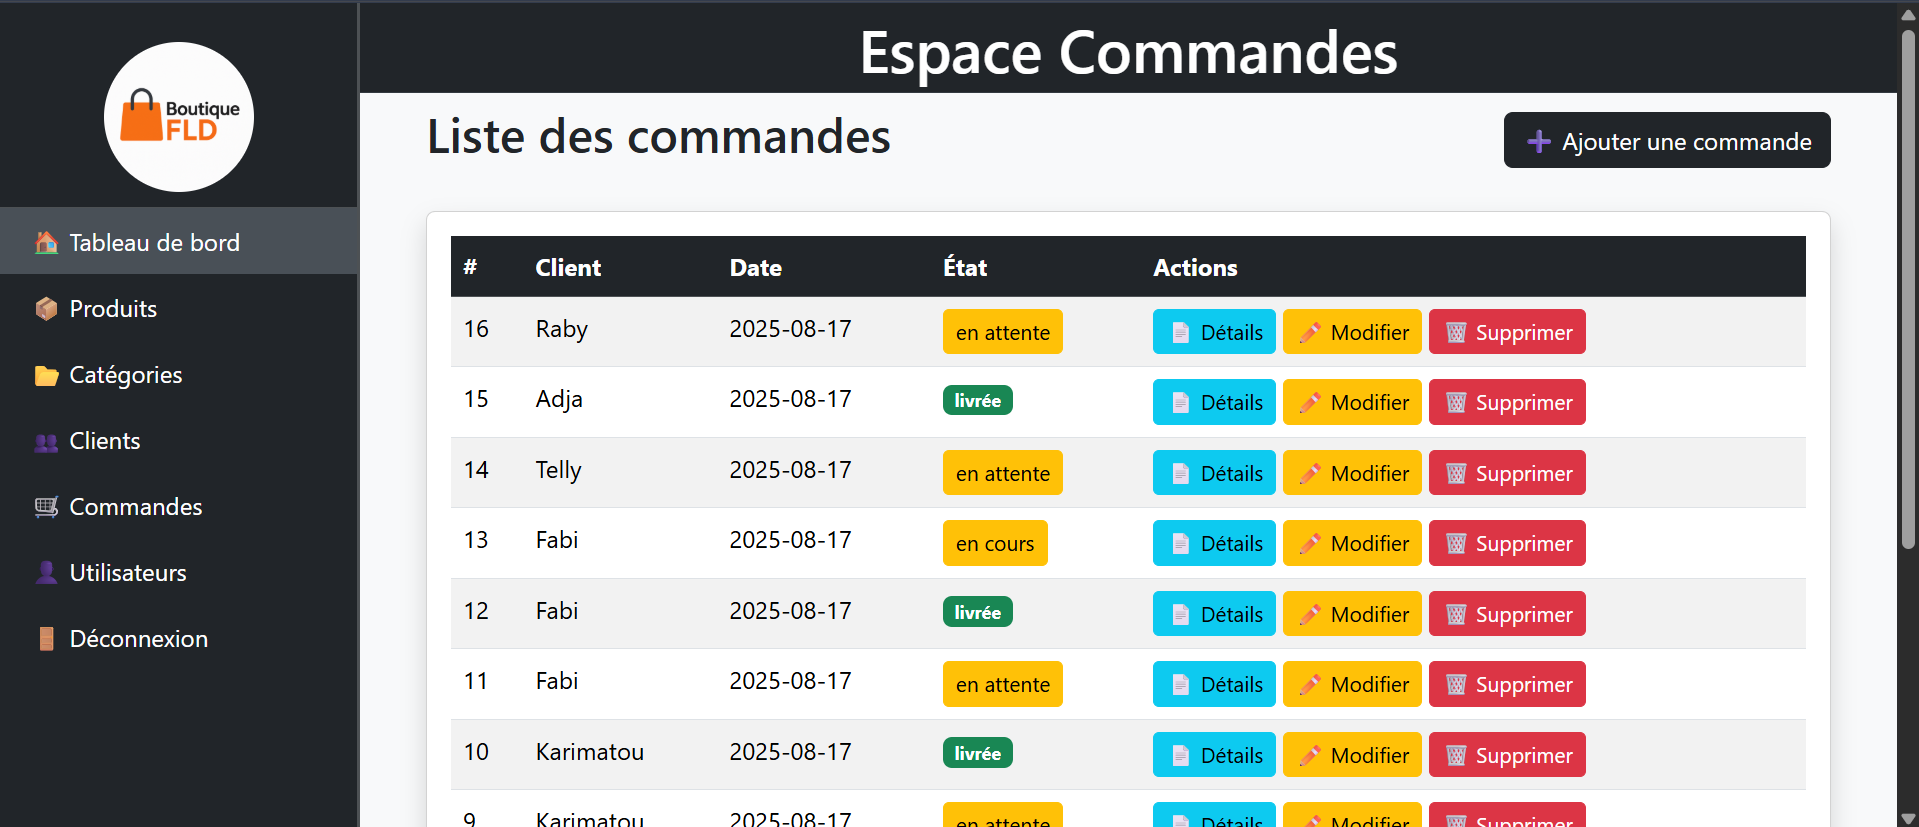 Espace Commandes
Boutique
FLD
Liste des commandes
Ajouter une commande
Tableau de bord
Produits
Catégories
Clients
Commandes
Utilisateurs
Déconnexion
# Client Date État Actions
16 Raby 2025-08-17 en attente Détails Modifier Supprimer
15 Adja 2025-08-17 livrée Détails Modifier Supprimer
14 Telly 2025-08-17 en attente Détails Modifier Supprimer
13 Fabi 2025-08-17 en cours Détails Modifier Supprimer
12 Fabi 2025-08-17 livrée Détails Modifier Supprimer
11 Fabi 2025-08-17 en attente Détails Modifier Supprimer
10 Karimatou 2025-08-17 livrée Détails Modifier Supprimer
9 Karimatou 2025-08-17 en attente Détails Modifier Supprimer